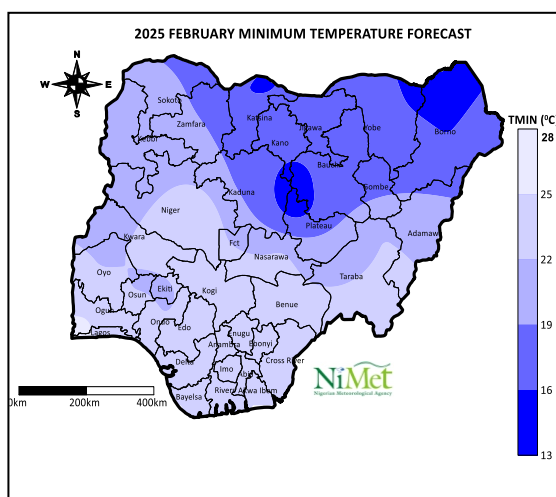 2025 FEBRUARY MINIMUM TEMPERATURE FORECAST
N
W E
S
TMIN (⁰C
28
25
22
19
16
13
Sokoto
Katsina
Zamfara
Jigawa
Yobe
Borno
Kebbi
Kano
Bauchi
Kaduna
Gombe
Niger
Plateau
Adamaw
Kwara
Fct
Nasarawa
Taraba
Oyo
Ekiti
Kogi
Osun
Benue
Ogun
Ondo
Edo
Lagos
Enugu
Anambra
Ebonyi
Delta
Imo
Abia
Cross River
Rivers
Akwa Ibom
Bayelsa
0km 200km 400km
NiMet
Nigerian Meteorological Agency